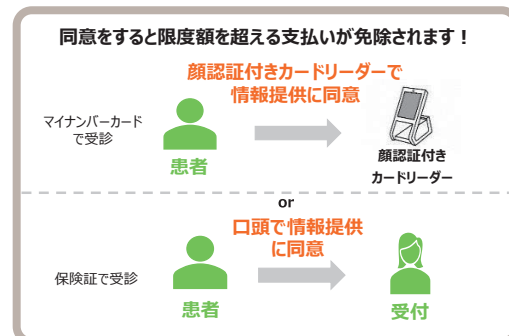 同意をすると限度額を超える支払いが免除されます！
顔認証付きカードリーダーで
情報提供に同意
マイナンバーカード
で受診
患者
顔認証付き
カードリーダー
or
口頭で情報提供
に同意
保険証で受診
患者
受付